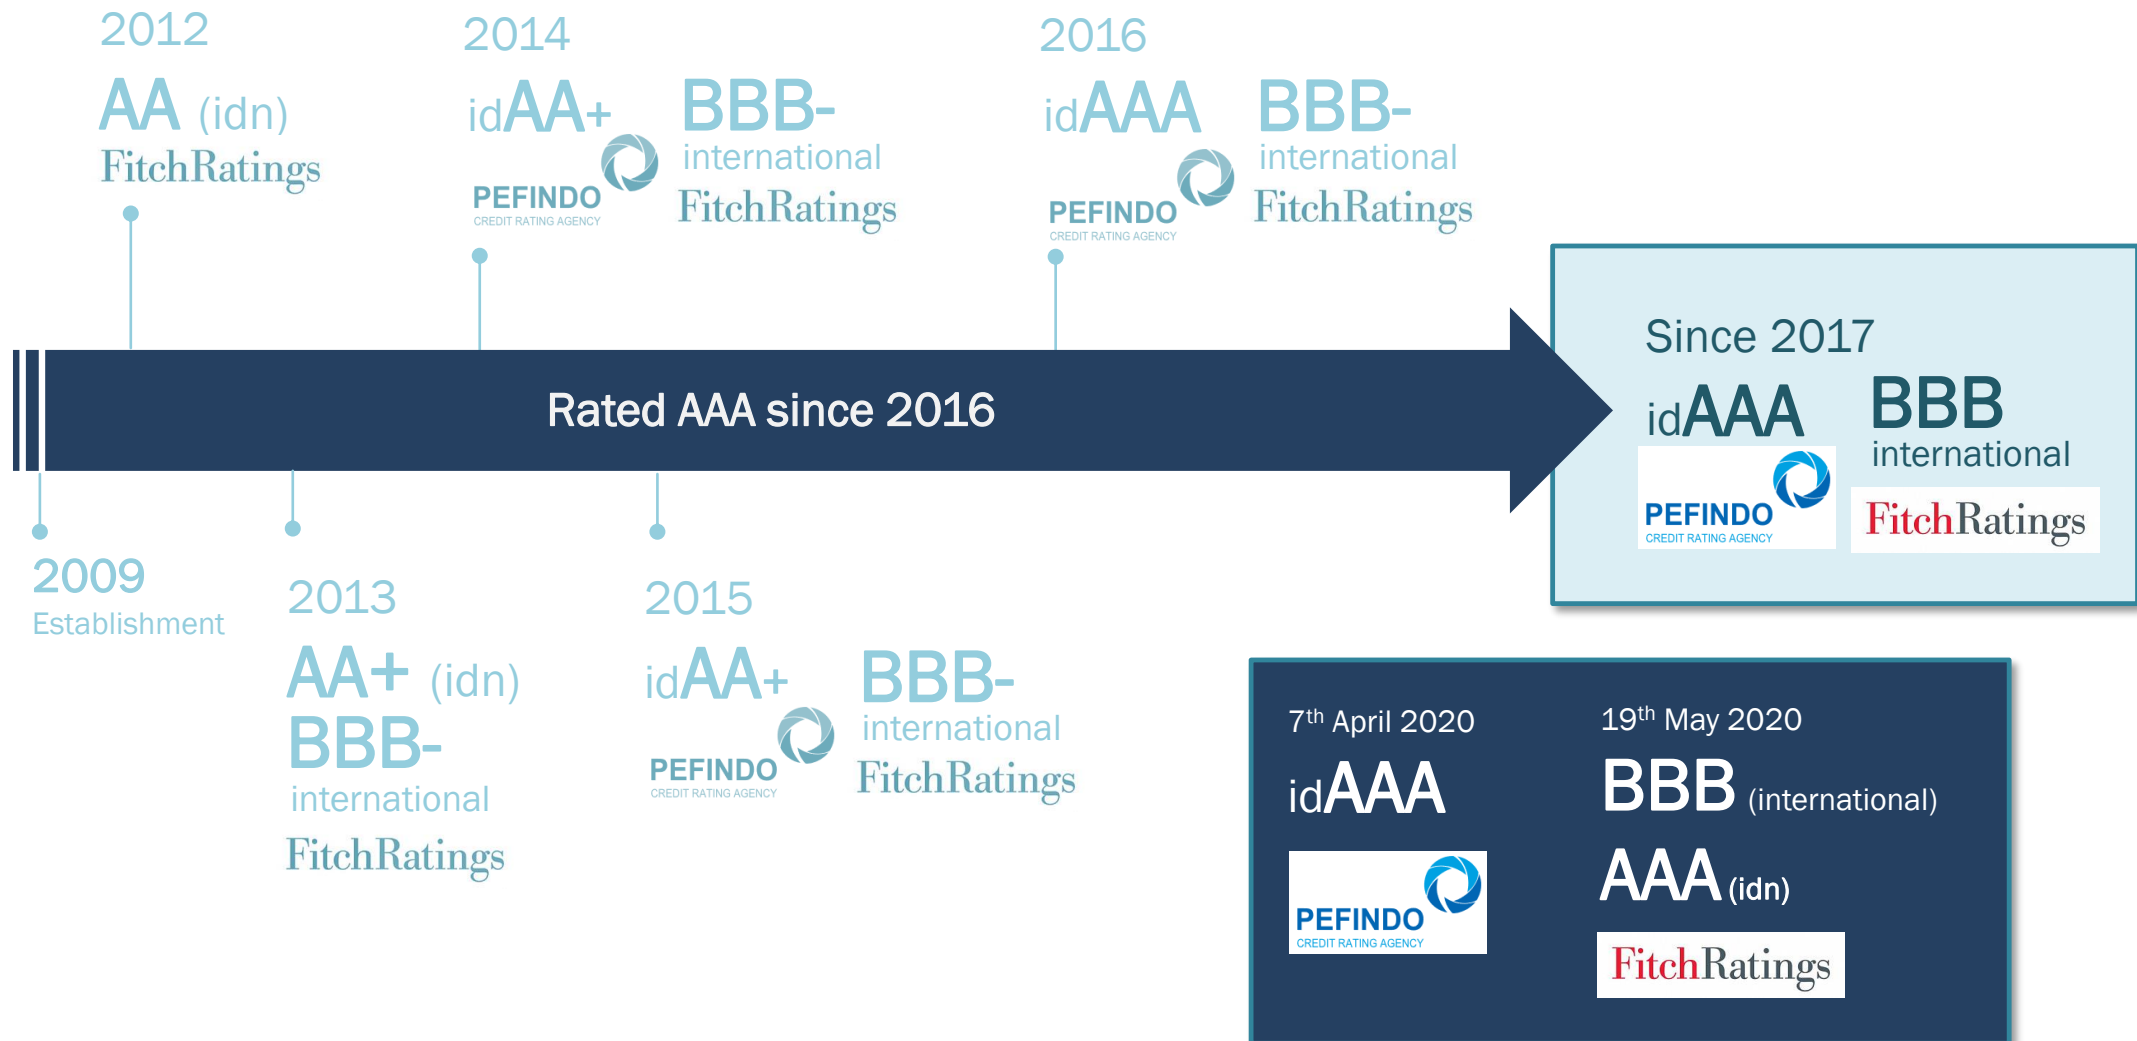 2012
AA (idn)
FitchRatings
2014
idAA+
PEFINDO
CREDIT RATING AGENCY
BBB-
international
FitchRatings
2016
idAAA
PEFINDO
CREDIT RATING AGENCY
BBB-
international
FitchRatings
Rated AAA since 2016
Since 2017
idAAA
PEFINDO
CREDIT RATING AGENCY
BBB
international
FitchRatings
2009
Establishment
2013
AA+ (idn)
BBB-
international
FitchRatings
2015
idAA+
PEFINDO
CREDIT RATING AGENCY
BBB-
international
FitchRatings
7th April 2020
idAAA
PEFINDO
CREDIT RATING AGENCY
19th May 2020
BBB (international)
AAA (idn)
FitchRatings